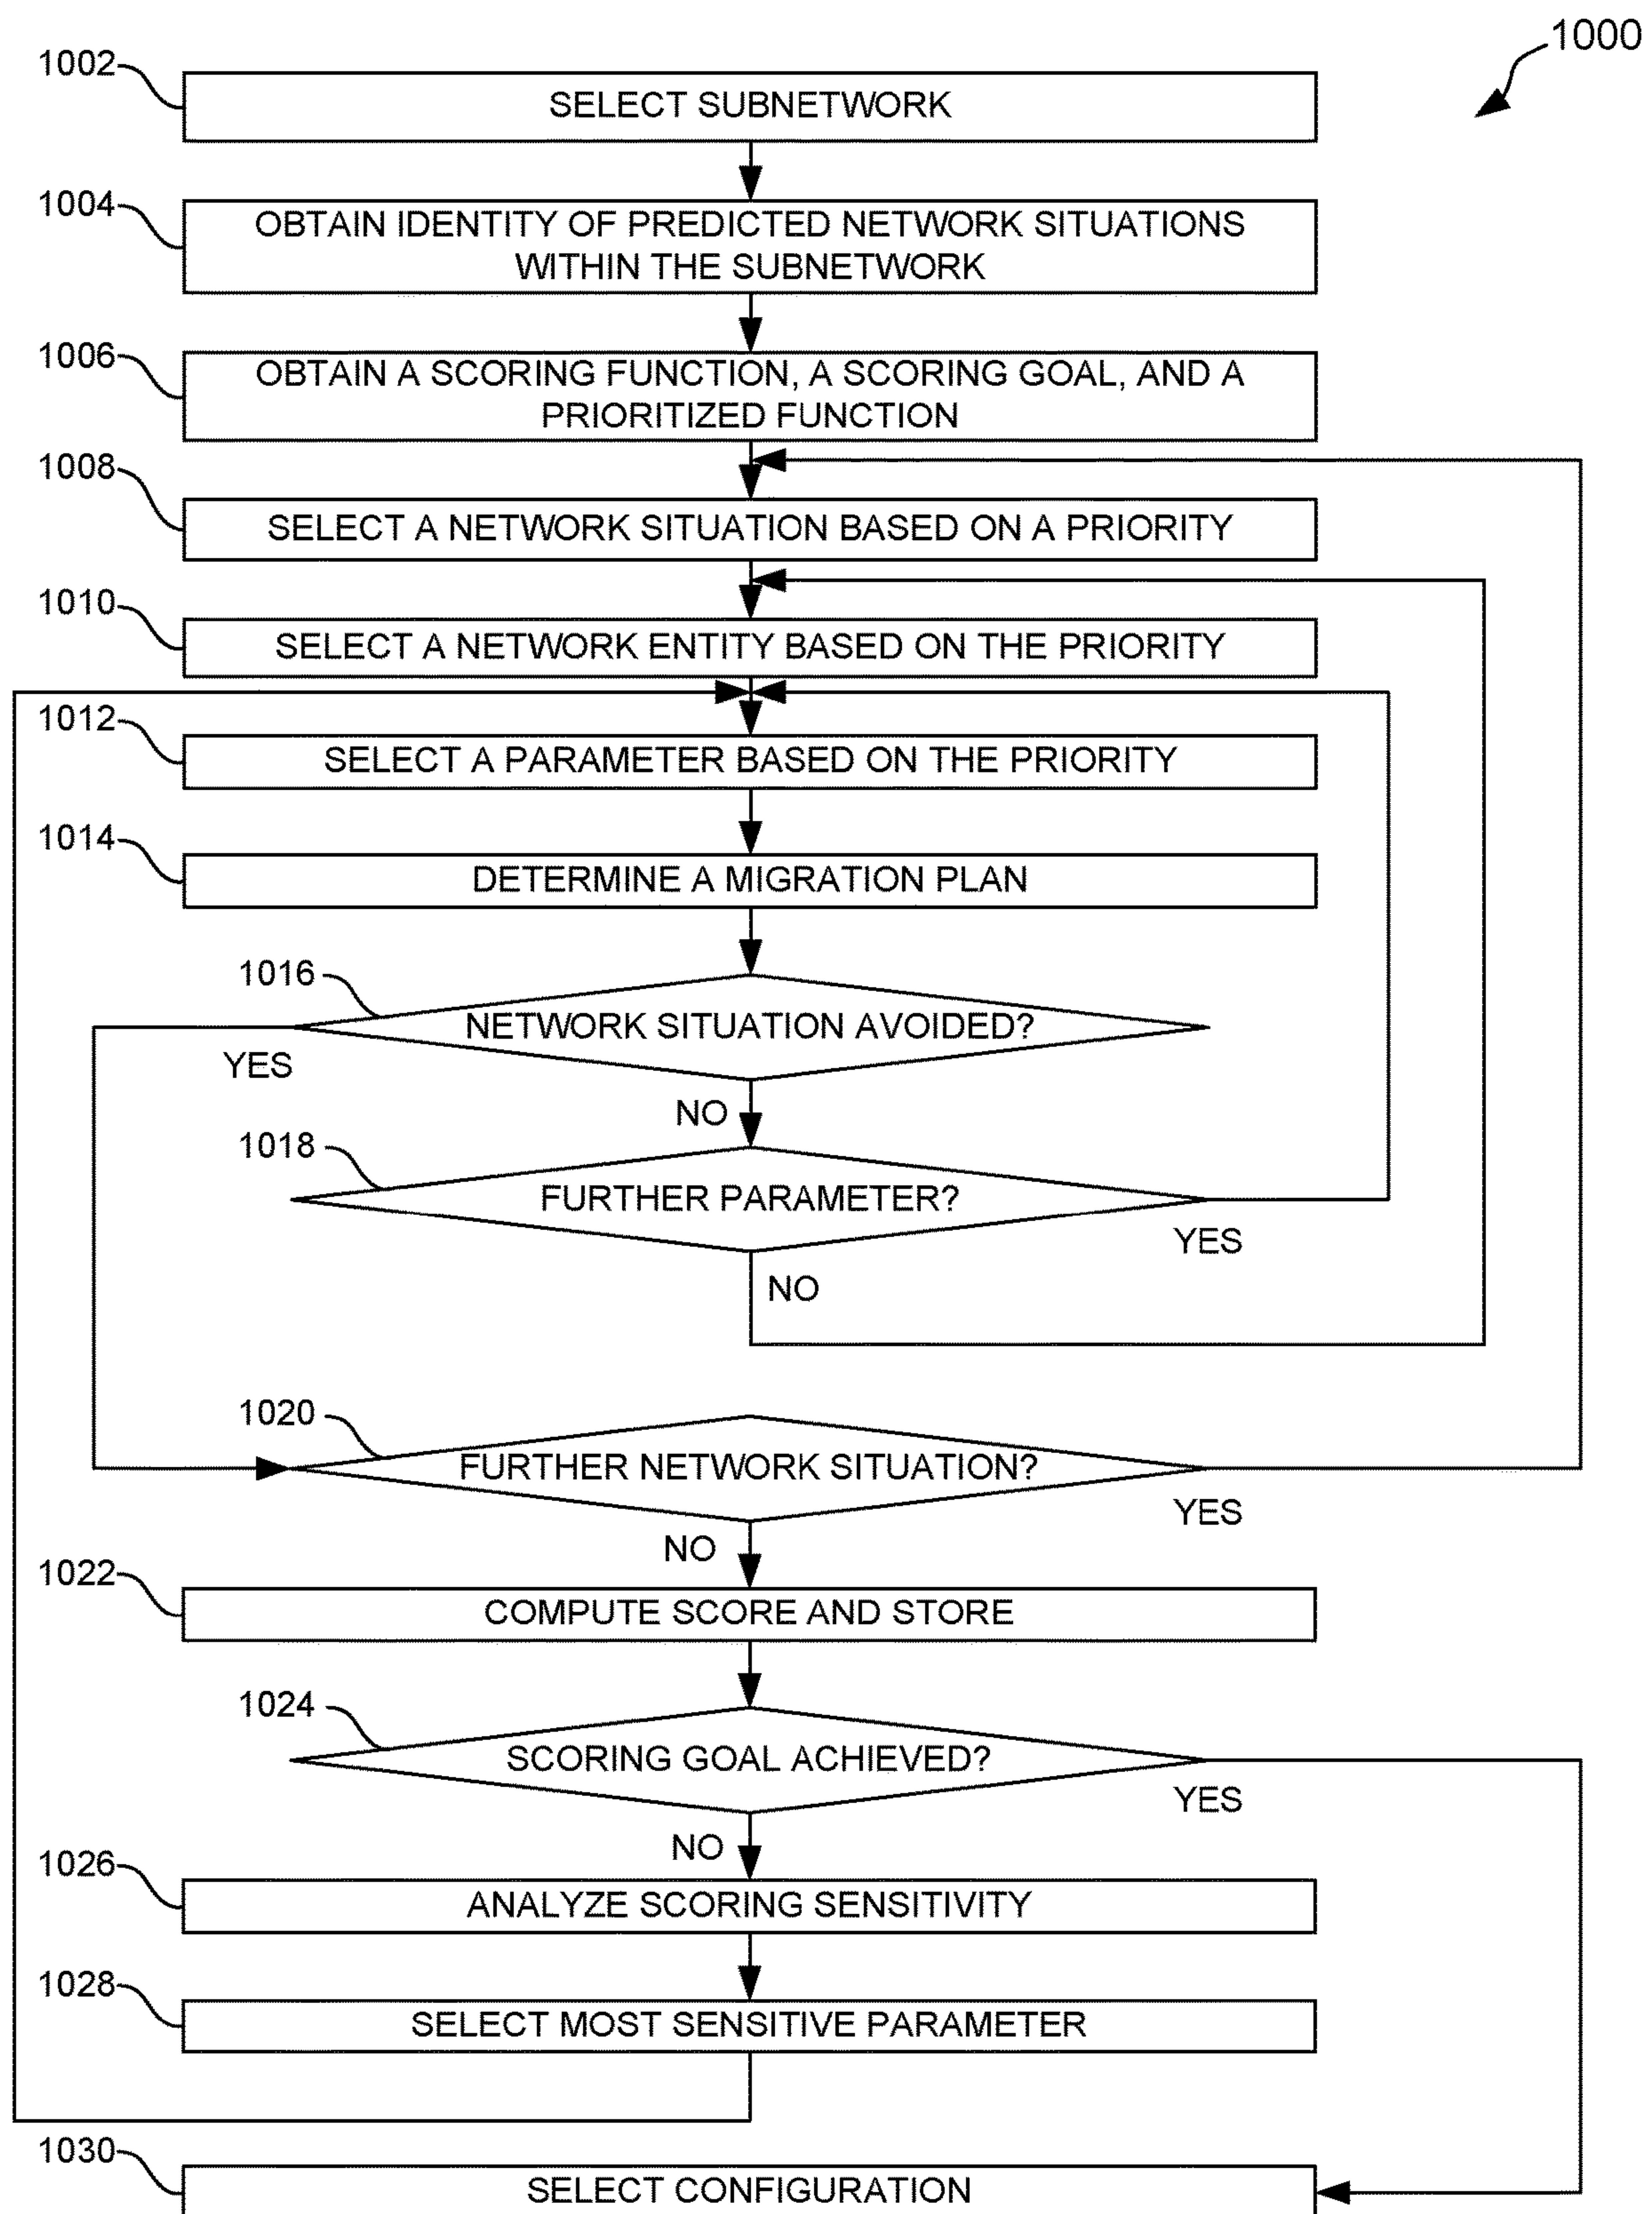 1000
1002
SELECT SUBNETWORK
1004
OBTAIN IDENTITY OF PREDICTED NETWORK SITUATIONS
WITHIN THE SUBNETWORK
1006
OBTAIN A SCORING FUNCTION, A SCORING GOAL, AND A
PRIORITIZED FUNCTION
1008
SELECT A NETWORK SITUATION BASED ON A PRIORITY
1010
SELECT A NETWORK ENTITY BASED ON THE PRIORITY
1012
SELECT A PARAMETER BASED ON THE PRIORITY
1014
DETERMINE A MIGRATION PLAN
1016
NETWORK SITUATION AVOIDED?
YES
NO
1018
FURTHER PARAMETER?
YES
NO
1020
FURTHER NETWORK SITUATION?
YES
NO
1022
COMPUTE SCORE AND STORE
1024
SCORING GOAL ACHIEVED?
YES
NO
1026
ANALYZE SCORING SENSITIVITY
1028
SELECT MOST SENSITIVE PARAMETER
1030
SELECT CONFIGURATION